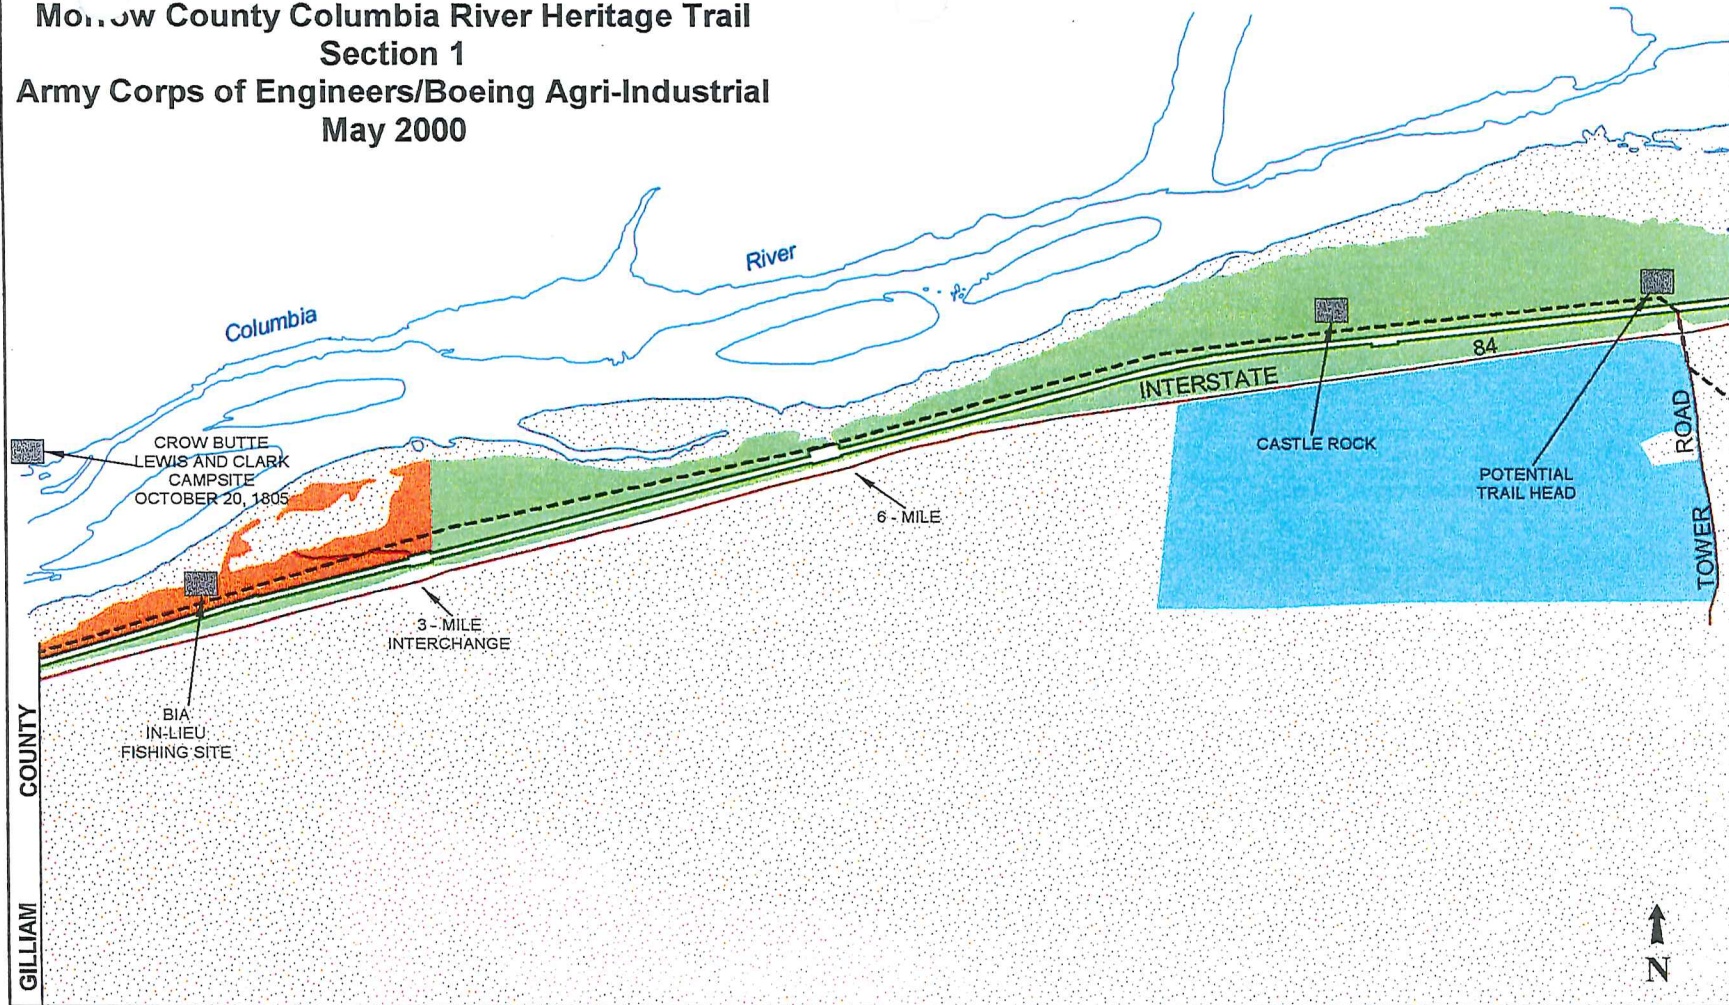 Morrow County Columbia River Heritage Trail
Section 1
Army Corps of Engineers/Boeing Agri-Industrial
May 2000
River
Columbia
84
INTERSTATE
CROW BUTTE
LEWIS AND CLARK
CAMPSITE
OCTOBER 20, 1805
CASTLE ROCK
POTENTIAL
TRAIL HEAD
TOWER ROAD
6 - MILE
3 - MILE
INTERCHANGE
BIA
IN-LIEU
FISHING SITE
GILLIAM COUNTY
N